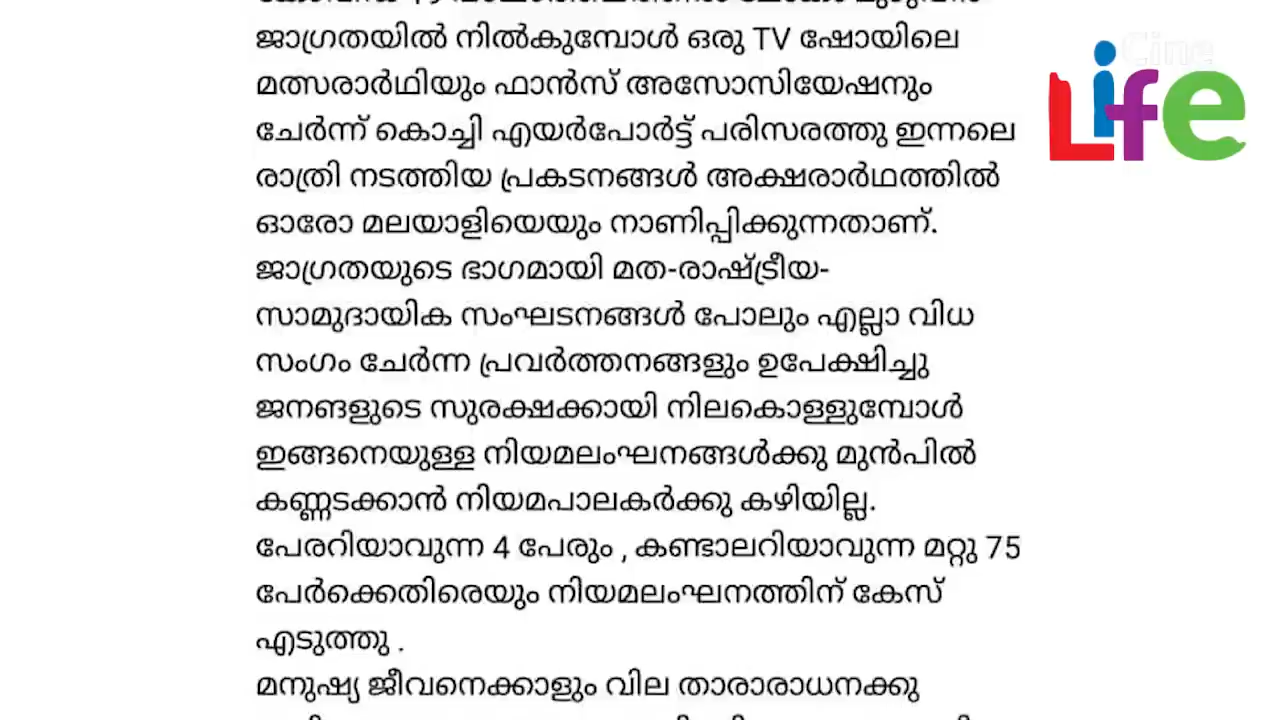 ജാഗ്രതയിൽ നിൽകുമ്പോൾ ഒരു TV ഷോയിലെ
മത്സരാർഥിയും ഫാൻസ് അസോസിയേഷനും
ചേർന്ന് കൊച്ചി എയർപോർട്ട് പരിസരത്തു ഇന്നലെ
രാത്രി നടത്തിയ പ്രകടനങ്ങൾ അക്ഷരാർഥത്തിൽ
ഓരോ മലയാളിയെയും നാണിപ്പിക്കുന്നതാണ്.
ജാഗ്രതയുടെ ഭാഗമായി മത-രാഷ്ട്രീയ-
സാമുദായിക സംഘടനങ്ങൾ പോലും എല്ലാ വിധ
സംഗം ചേർന്ന പ്രവർത്തനങ്ങളും ഉപേക്ഷിച്ചു
ജനങളുടെ സുരക്ഷക്കായി നിലകൊള്ളുമ്പോൾ
ഇങ്ങനെയുള്ള നിയമലംഘനങ്ങൾക്കു മുൻപിൽ
കണ്ണടക്കാൻ നിയമപാലകർക്കു കഴിയില്ല.
പേരറിയാവുന്ന 4 പേരും , കണ്ടാലറിയാവുന്ന മറ്റു 75
പേർക്കെതിരെയും നിയമലംഘനത്തിന് കേസ്
എടുത്തു .
മനുഷ്യ ജീവനെക്കാളും വില താരാരാധനക്കു
Cine
Life